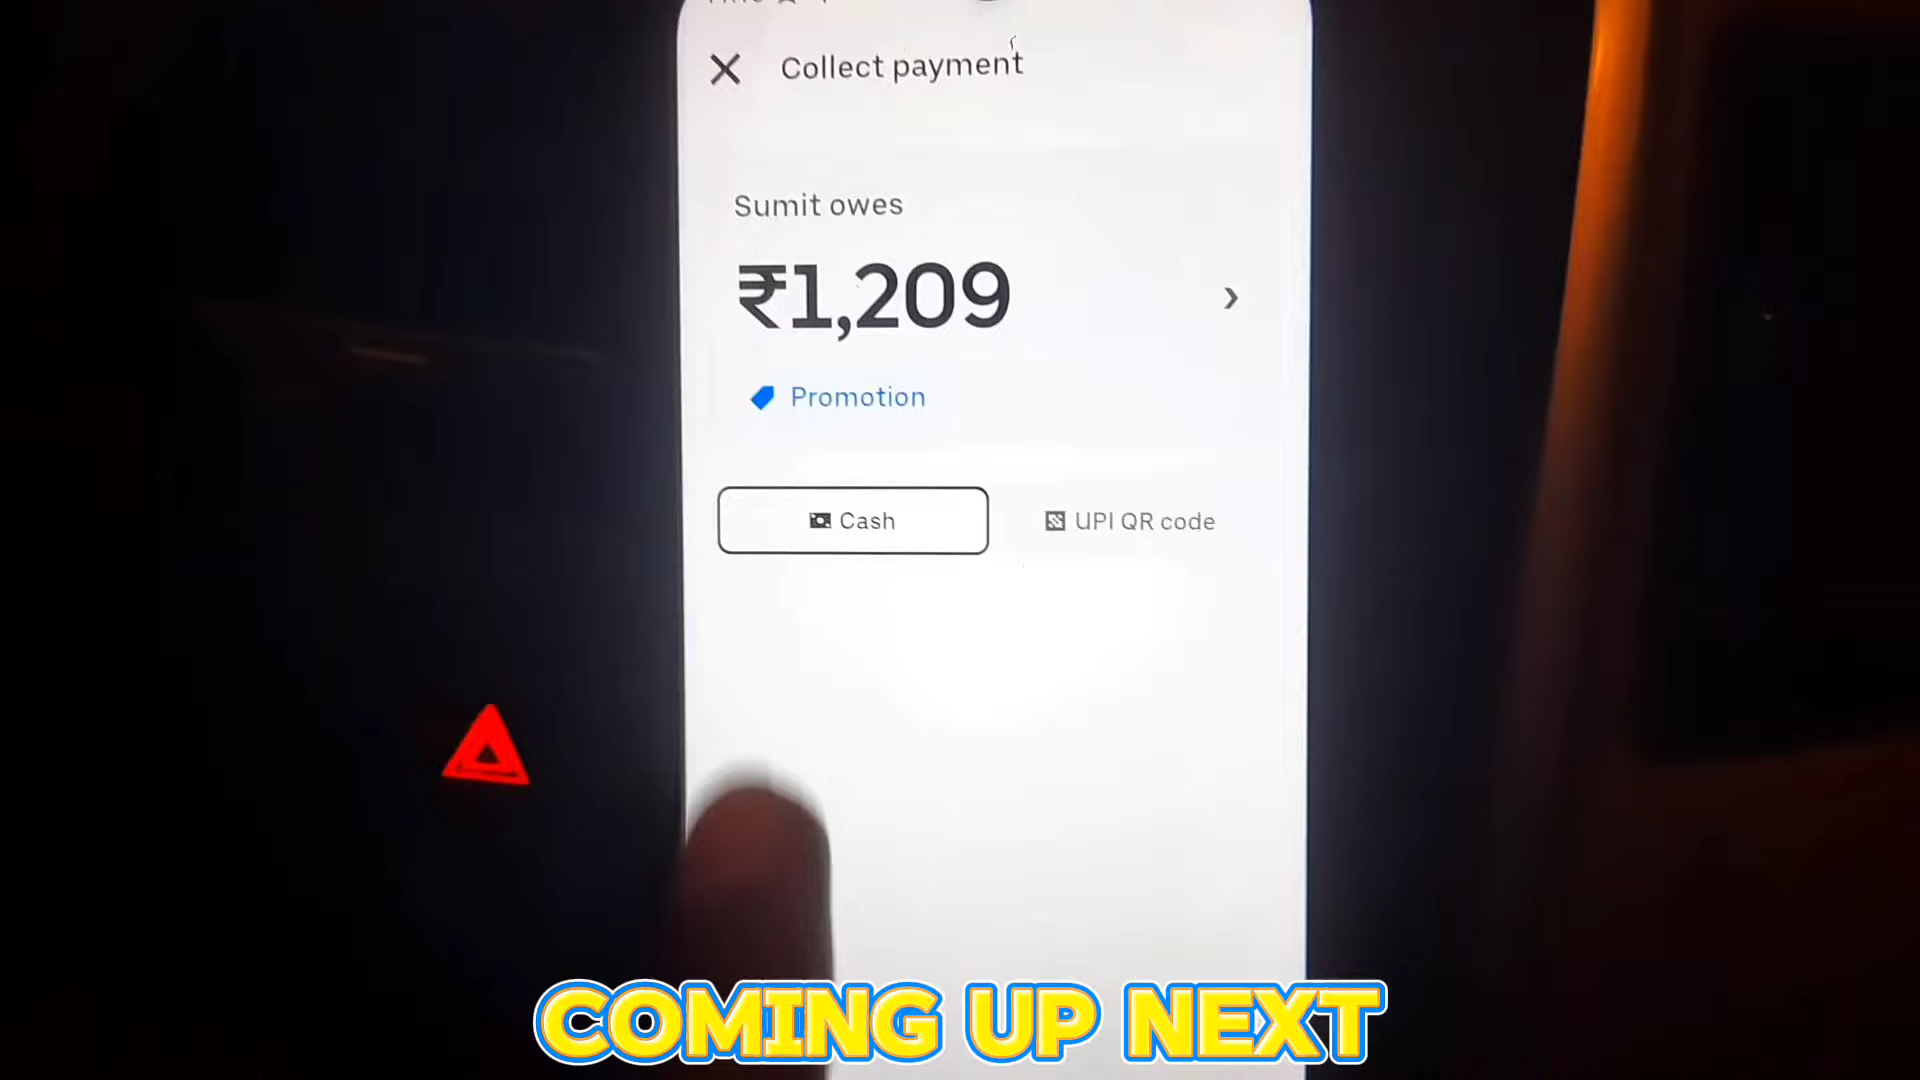 Collect payment
Sumit owes
₹1,209
Promotion
Cash
UPI QR code
COMING UP NEXT